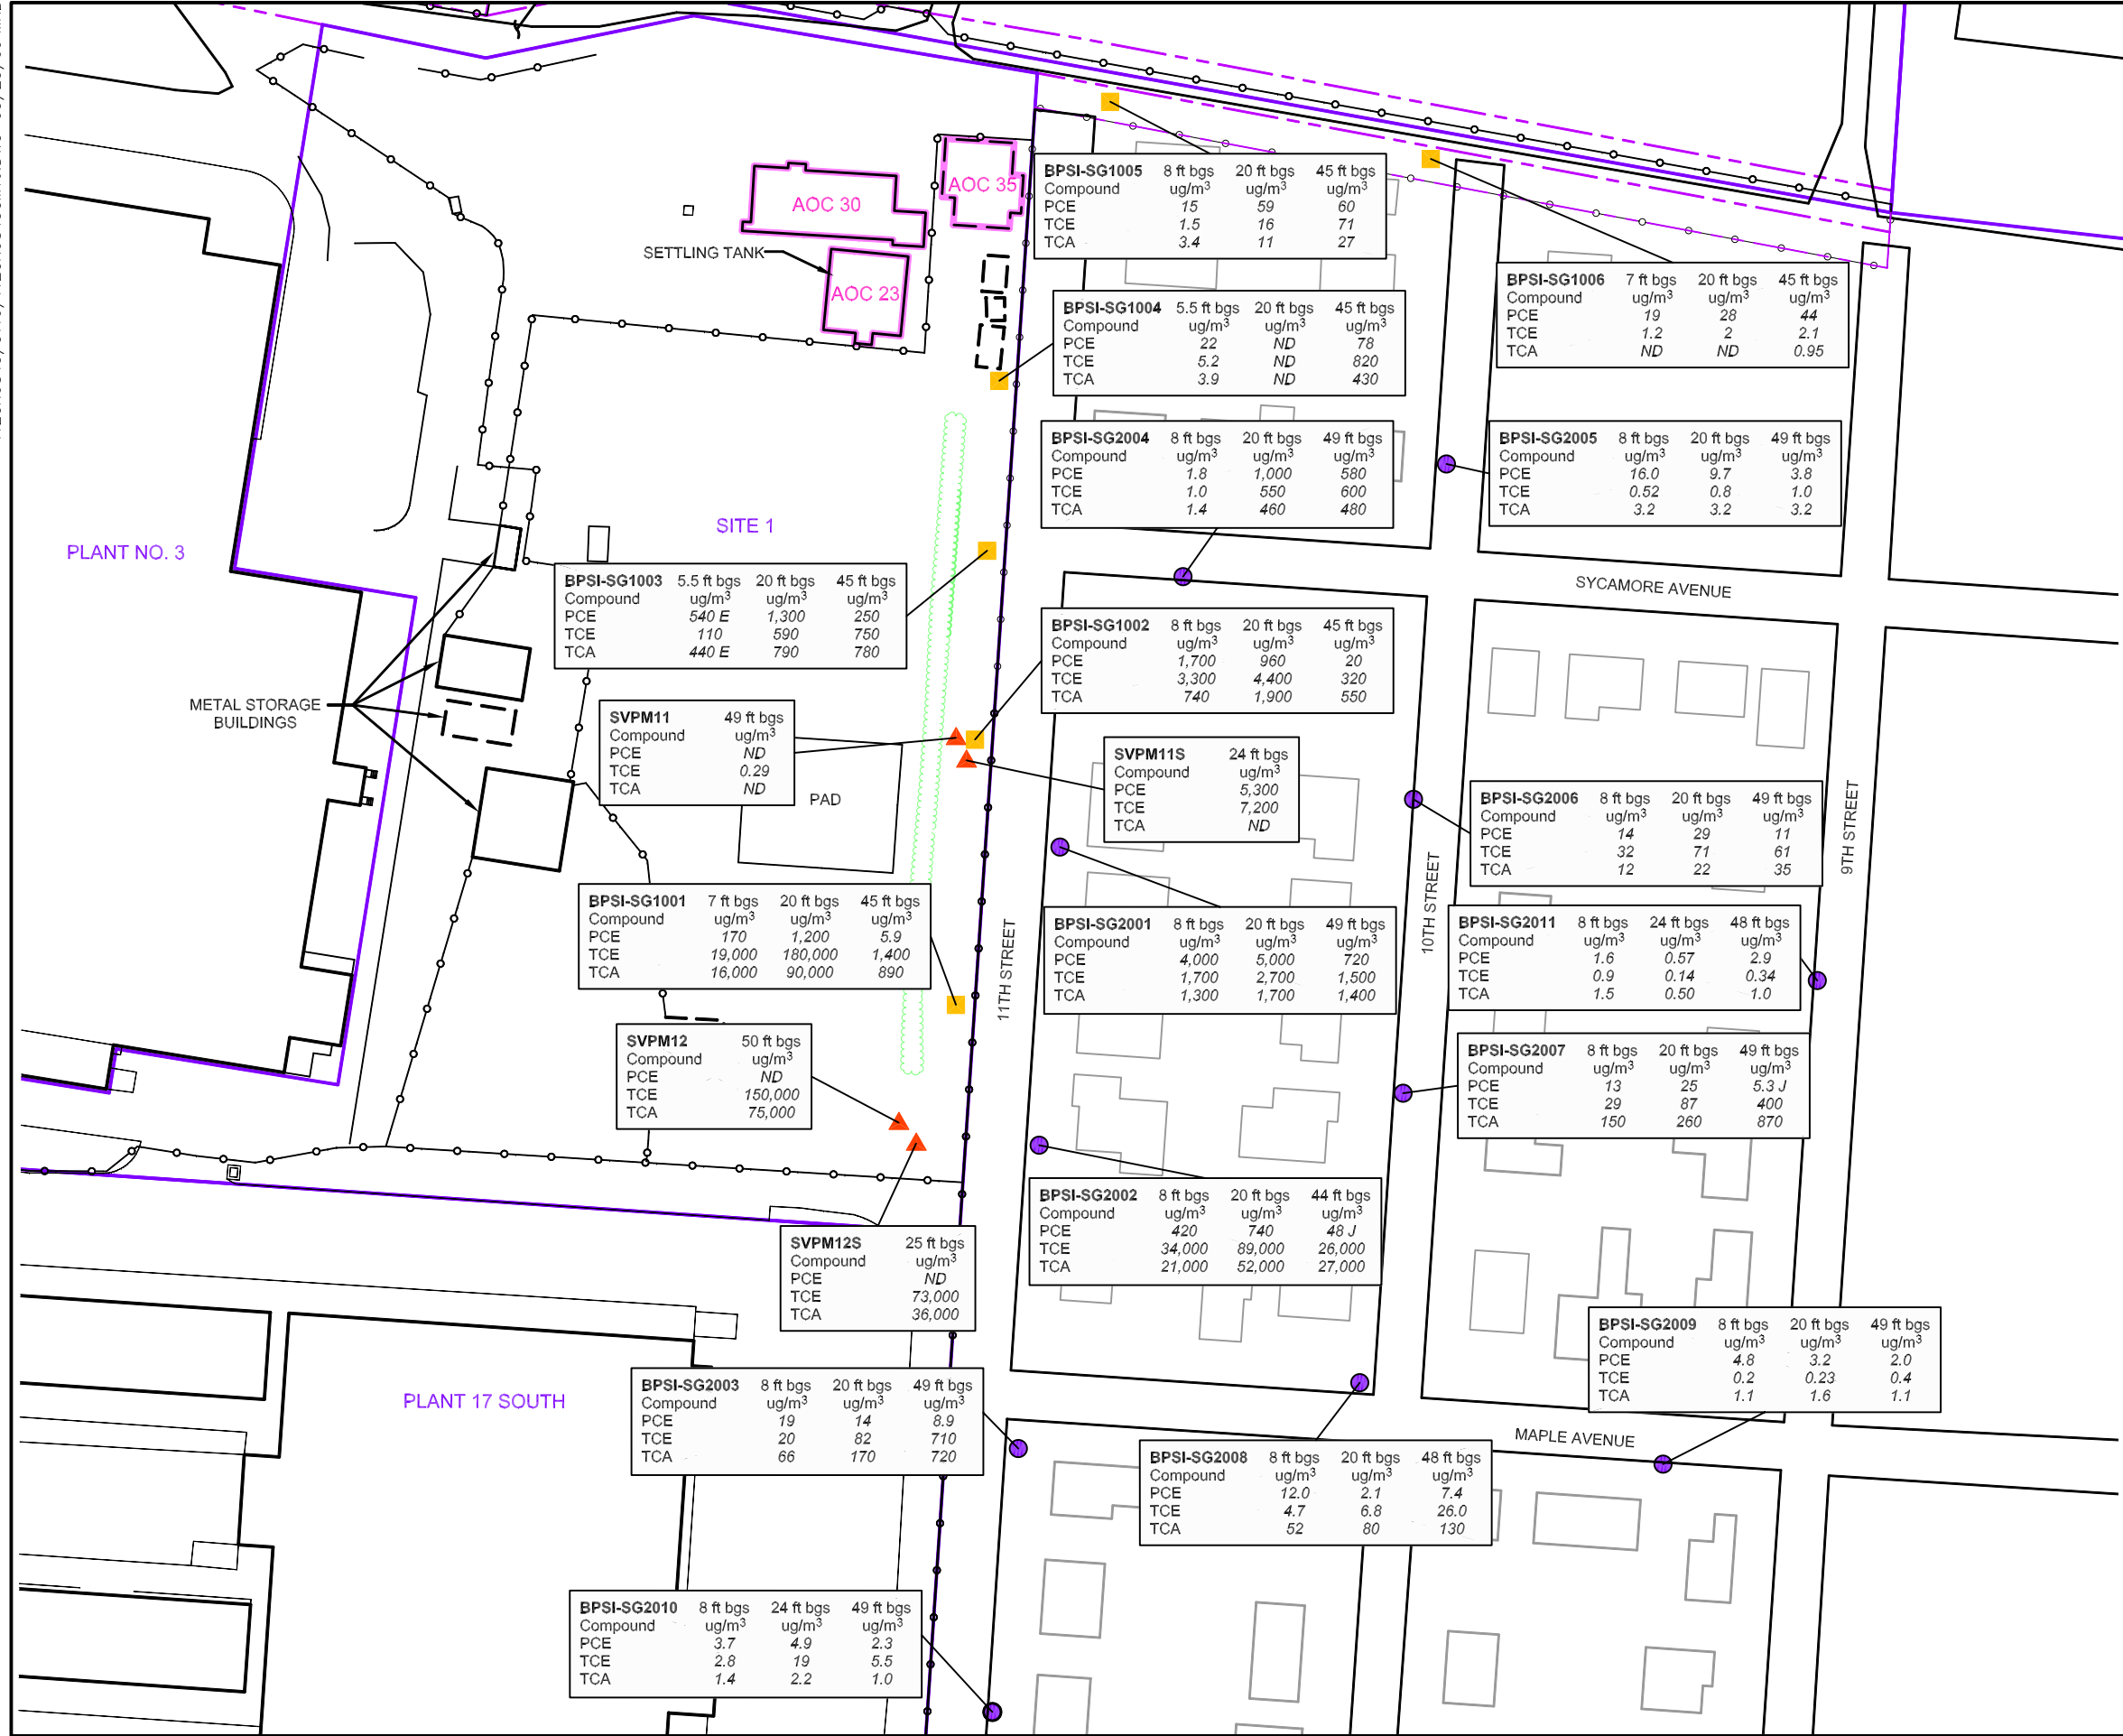 AOC 30
AOC 35
SETTLING TANK
AOC 23
BPSI-SG1005 8 ft bgs 20 ft bgs 45 ft bgs
Compound ug/m³ ug/m³ ug/m³
PCE 15 59 60
TCE 1.5 16 71
TCA 3.4 11 27
BPSI-SG1006 7 ft bgs 20 ft bgs 45 ft bgs
Compound ug/m³ ug/m³ ug/m³
PCE 19 28 44
TCE 1.2 2 2.1
TCA ND ND 0.95
BPSI-SG1004 5.5 ft bgs 20 ft bgs 45 ft bgs
Compound ug/m³ ug/m³ ug/m³
PCE 22 ND 78
TCE 5.2 ND 820
TCA 3.9 ND 430
BPSI-SG2004 8 ft bgs 20 ft bgs 49 ft bgs
Compound ug/m³ ug/m³ ug/m³
PCE 1.8 1,000 580
TCE 1.0 550 600
TCA 1.4 460 480
BPSI-SG2005 8 ft bgs 20 ft bgs 49 ft bgs
Compound ug/m³ ug/m³ ug/m³
PCE 16.0 9.7 3.8
TCE 0.52 0.8 1.0
TCA 3.2 3.2 3.2
PLANT NO. 3
SITE 1
SYCAMORE AVENUE
BPSI-SG1003 5.5 ft bgs 20 ft bgs 45 ft bgs
Compound ug/m³ ug/m³ ug/m³
PCE 540 E 1,300 250
TCE 110 590 750
TCA 440 E 790 780
BPSI-SG1002 8 ft bgs 20 ft bgs 45 ft bgs
Compound ug/m³ ug/m³ ug/m³
PCE 1,700 960 20
TCE 3,300 4,400 320
TCA 740 1,900 550
METAL STORAGE
BUILDINGS
SVPM11 49 ft bgs
Compound ug/m³
PCE ND
TCE 0.29
TCA ND
PAD
SVPM11S 24 ft bgs
Compound ug/m³
PCE 5,300
TCE 7,200
TCA ND
BPSI-SG2006 8 ft bgs 20 ft bgs 49 ft bgs
Compound ug/m³ ug/m³ ug/m³
PCE 14 29 11
TCE 32 71 61
TCA 12 22 35
9TH STREET
10TH STREET
11TH STREET
BPSI-SG1001 7 ft bgs 20 ft bgs 45 ft bgs
Compound ug/m³ ug/m³ ug/m³
PCE 170 1,200 5.9
TCE 19,000 180,000 1,400
TCA 16,000 90,000 890
BPSI-SG2001 8 ft bgs 20 ft bgs 49 ft bgs
Compound ug/m³ ug/m³ ug/m³
PCE 4,000 5,000 720
TCE 1,700 2,700 1,500
TCA 1,300 1,700 1,400
BPSI-SG2011 8 ft bgs 24 ft bgs 48 ft bgs
Compound ug/m³ ug/m³ ug/m³
PCE 1.6 0.57 2.9
TCE 0.9 0.14 0.34
TCA 1.5 0.50 1.0
SVPM12 50 ft bgs
Compound ug/m³
PCE ND
TCE 150,000
TCA 75,000
BPSI-SG2007 8 ft bgs 20 ft bgs 49 ft bgs
Compound ug/m³ ug/m³ ug/m³
PCE 13 25 5.3 J
TCE 29 87 400
TCA 150 260 870
BPSI-SG2002 8 ft bgs 20 ft bgs 44 ft bgs
Compound ug/m³ ug/m³ ug/m³
PCE 420 740 48 J
TCE 34,000 89,000 26,000
TCA 21,000 52,000 27,000
SVPM12S 25 ft bgs
Compound ug/m³
PCE ND
TCE 73,000
TCA 36,000
BPSI-SG2009 8 ft bgs 20 ft bgs 49 ft bgs
Compound ug/m³ ug/m³ ug/m³
PCE 4.8 3.2 2.0
TCE 0.2 0.23 0.4
TCA 1.1 1.6 1.1
PLANT 17 SOUTH
BPSI-SG2003 8 ft bgs 20 ft bgs 49 ft bgs
Compound ug/m³ ug/m³ ug/m³
PCE 19 14 8.9
TCE 20 82 710
TCA 66 170 720
MAPLE AVENUE
BPSI-SG2008 8 ft bgs 20 ft bgs 48 ft bgs
Compound ug/m³ ug/m³ ug/m³
PCE 12.0 2.1 7.4
TCE 4.7 6.8 26.0
TCA 52 80 130
BPSI-SG2010 8 ft bgs 24 ft bgs 49 ft bgs
Compound ug/m³ ug/m³ ug/m³
PCE 3.7 4.9 2.3
TCE 2.8 19 5.5
TCA 1.4 2.2 1.0